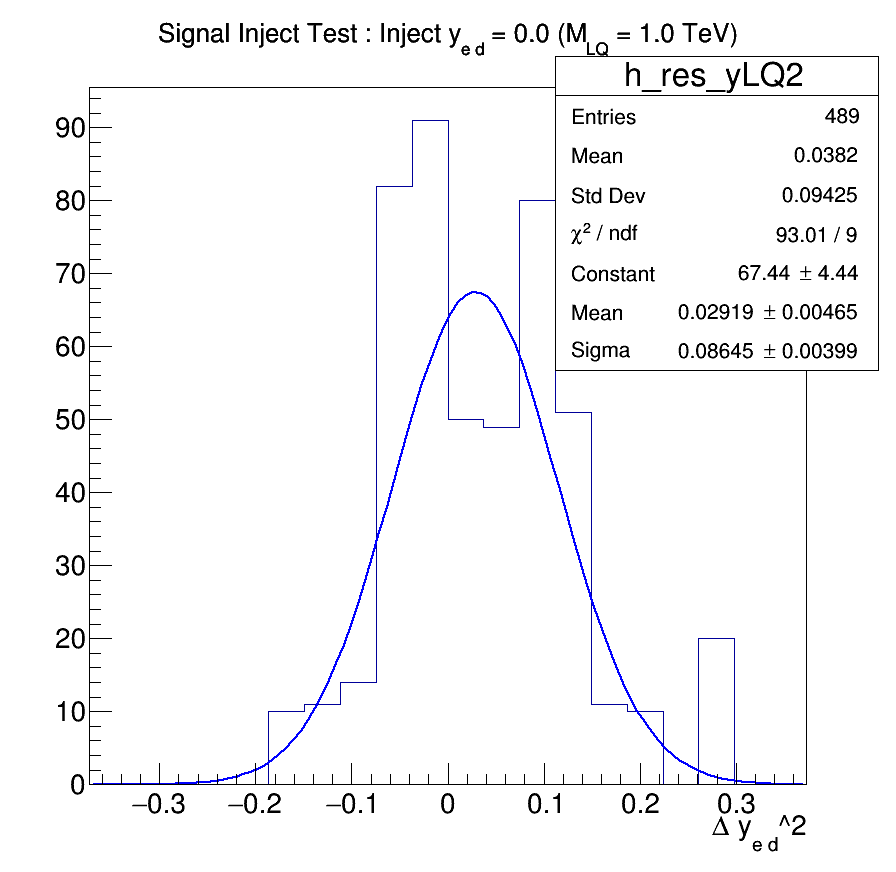 Signal Inject Test : Inject y_{e d} = 0.0 (M_{LQ} = 1.0 TeV)
h_res_yLQ2
Entries 489
Mean 0.0382
Std Dev 0.09425
χ² / ndf 93.01 / 9
Constant 67.44 ± 4.44
Mean 0.02919 ± 0.00465
Sigma 0.08645 ± 0.00399
90
80
70
60
50
40
30
20
10
0
−0.3 −0.2 −0.1 0 0.1 0.2 0.3
Δ y_{e d}^2